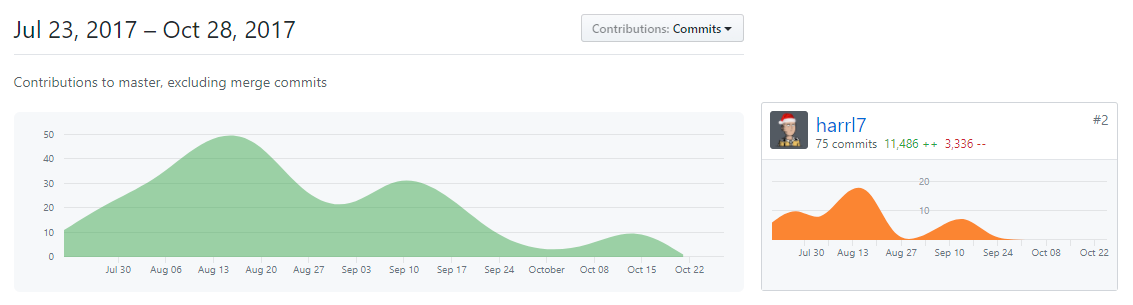 Jul 23, 2017 – Oct 28, 2017
Contributions: Commits
Contributions to master, excluding merge commits
50
40
30
20
10
0
Jul 30 Aug 06 Aug 13 Aug 20 Aug 27 Sep 03 Sep 10 Sep 17 Sep 24 October Oct 08 Oct 15 Oct 22
harrl7
#2
75 commits 11,486 ++ 3,336 --
20
10
Jul 30 Aug 13 Aug 27 Sep 10 Sep 24 Oct 08 Oct 22